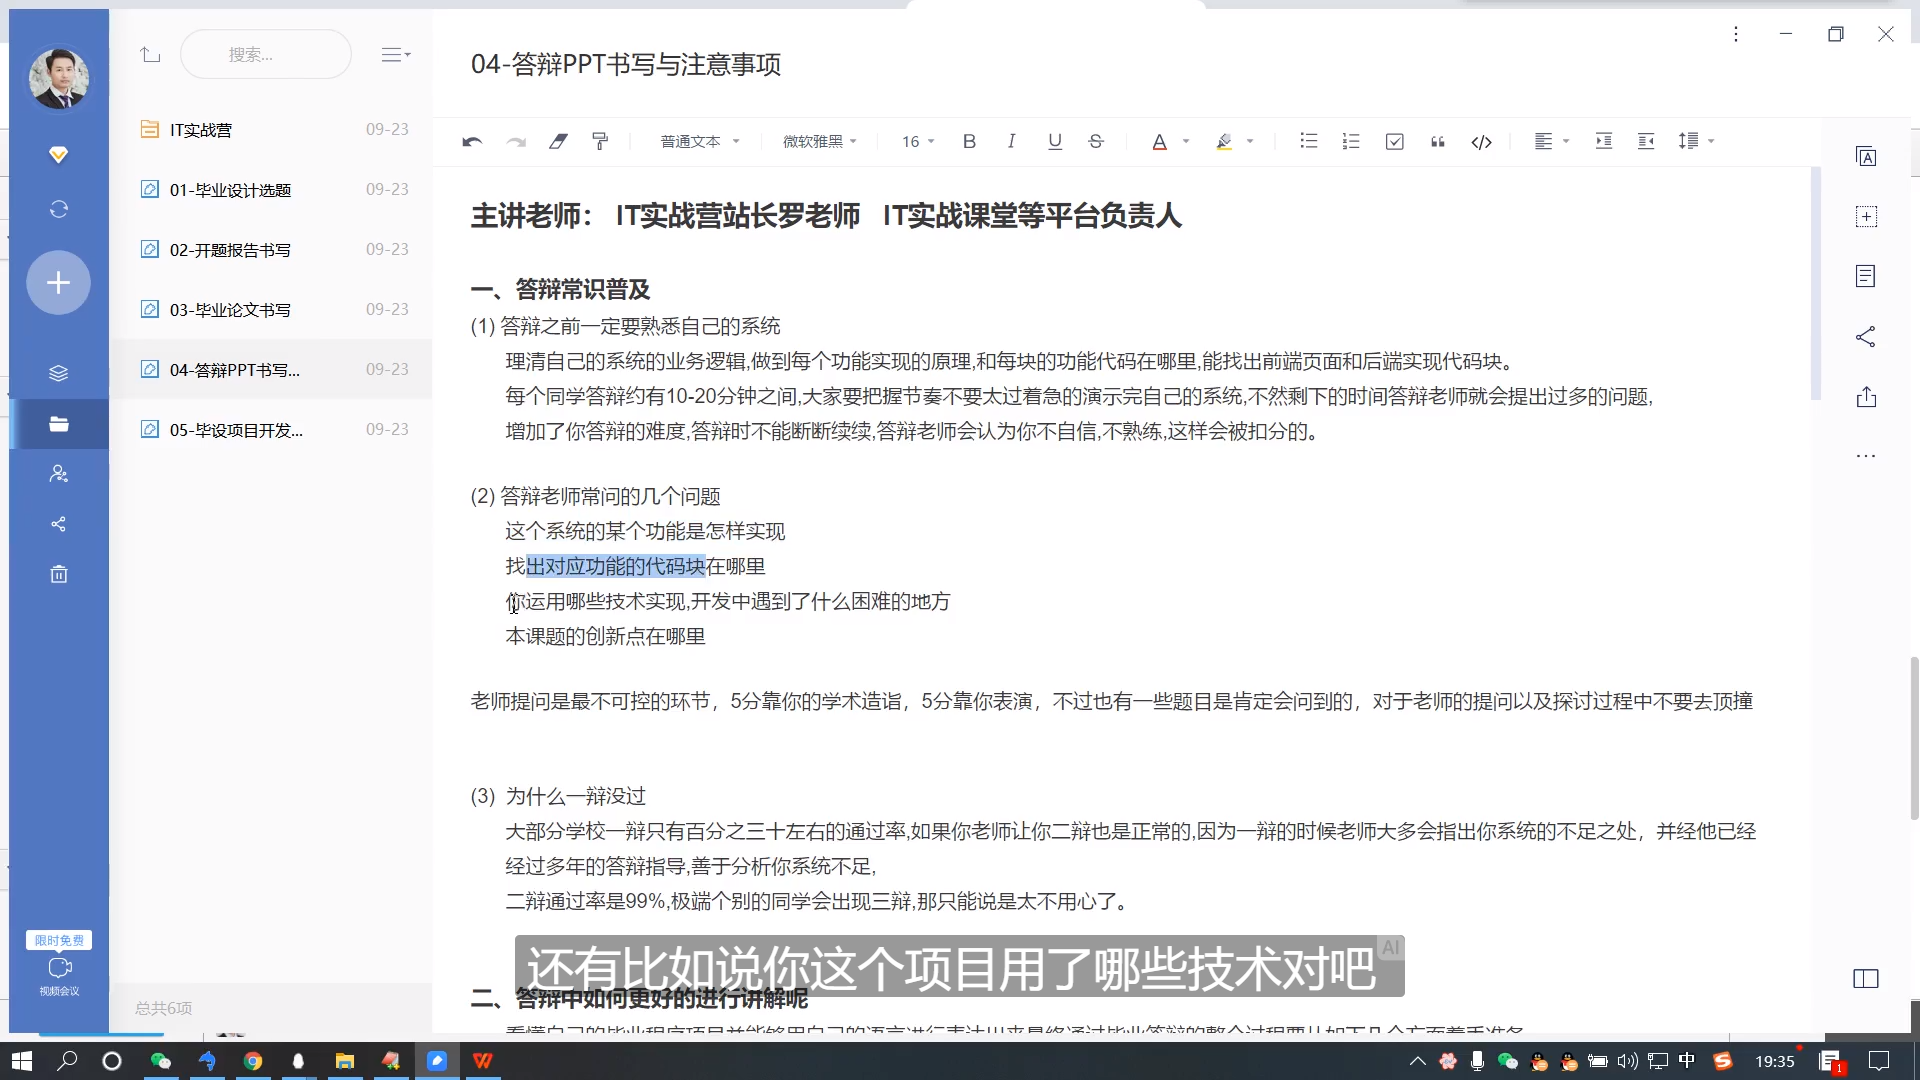 搜索...
IT实战营 09-23
01-毕业设计选题 09-23
02-开题报告书写 09-23
03-毕业论文书写 09-23
04-答辩PPT书写... 09-23
05-毕设项目开发... 09-23
总共6项
限时免费
视频会议
04-答辩PPT书写与注意事项
普通文本 微软雅黑 16
主讲老师： IT实战营站长罗老师 IT实战课堂等平台负责人
一、答辩常识普及
(1) 答辩之前一定要熟悉自己的系统
理清自己的系统的业务逻辑,做到每个功能实现的原理,和每块的功能代码在哪里,能找出前端页面和后端实现代码块。
每个同学答辩约有10-20分钟之间,大家要把握节奏不要太过着急的演示完自己的系统,不然剩下的时间答辩老师就会提出过多的问题,
增加了你答辩的难度,答辩时不能断断续续,答辩老师会认为你不自信,不熟练,这样会被扣分的。
(2) 答辩老师常问的几个问题
这个系统的某个功能是怎样实现
找出对应功能的代码块在哪里
你运用哪些技术实现,开发中遇到了什么困难的地方
本课题的创新点在哪里
老师提问是最不可控的环节，5分靠你的学术造诣，5分靠你表演，不过也有一些题目是肯定会问到的，对于老师的提问以及探讨过程中不要去顶撞
(3) 为什么一辩没过
大部分学校一辩只有百分之三十左右的通过率,如果你老师让你二辩也是正常的,因为一辩的时候老师大多会指出你系统的不足之处，并经他已经
经过多年的答辩指导,善于分析你系统不足,
二辩通过率是99%,极端个别的同学会出现三辩,那只能说是太不用心了。
还有比如说你这个项目用了哪些技术对吧
AI
二、答辩中如何更好的进行讲解呢
中
19:35
1